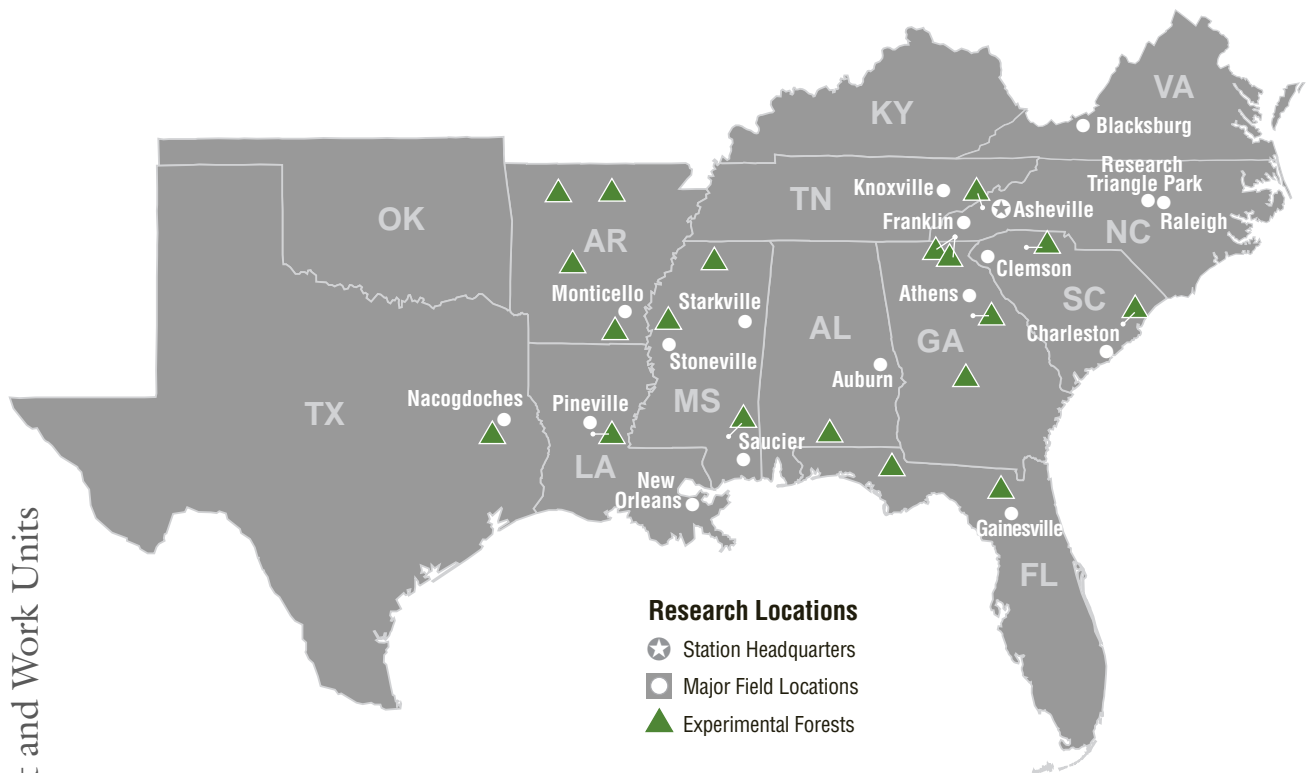 VA
KY
Blacksburg
Research
Triangle Park
TN
Knoxville
Asheville
OK
Franklin
Raleigh
AR
NC
Clemson
Monticello
Starkville
Athens
SC
AL
Charleston
GA
Stoneville
Auburn
Nacogdoches
Pineville
MS
TX
Saucier
LA
New
Orleans
Gainesville
FL
Research Locations
Station Headquarters
Major Field Locations
Experimental Forests
and Work Units